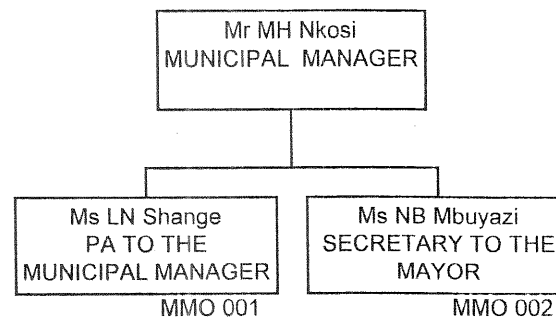 Mr MH Nkosi
MUNICIPAL MANAGER
Ms LN Shange
PA TO THE
MUNICIPAL MANAGER
MMO 001
Ms NB Mbuyazi
SECRETARY TO THE
MAYOR
MMO 002